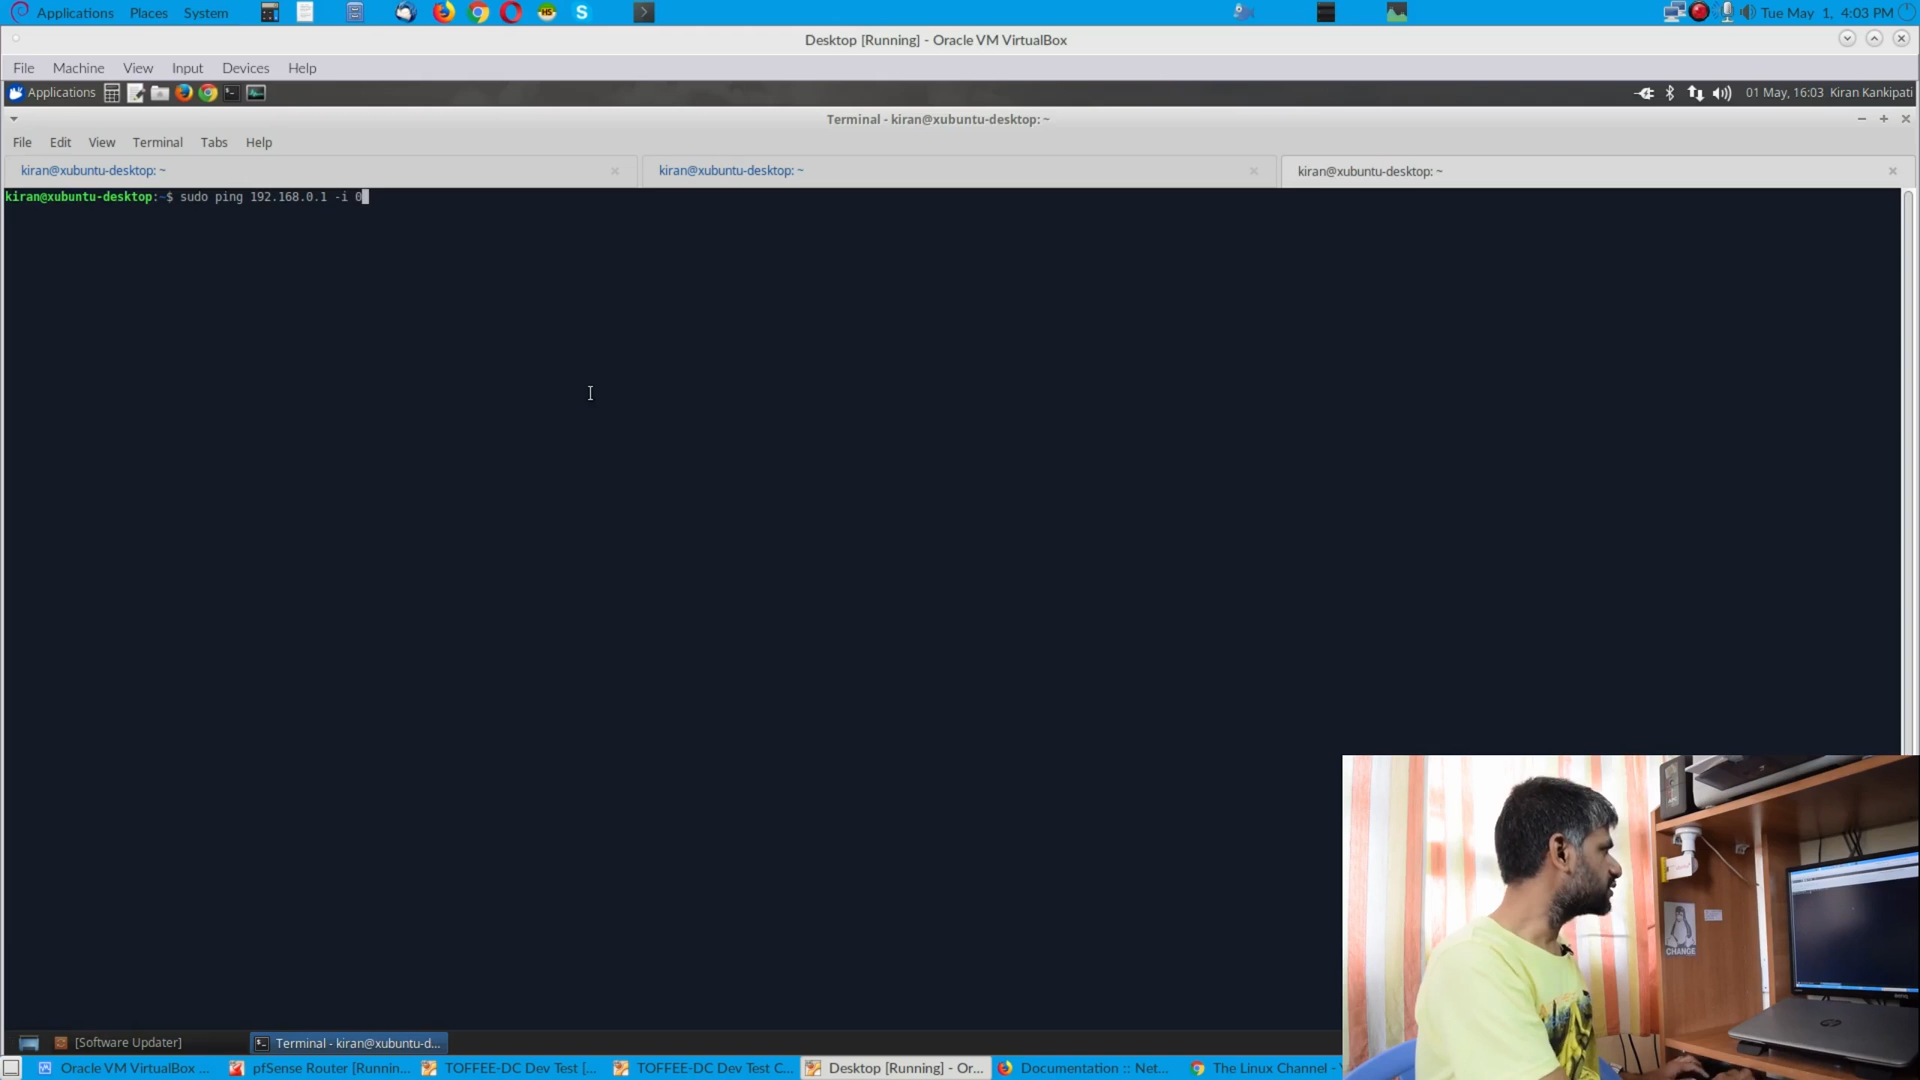 Applications Places System
Tue May 1, 4:03 PM
Desktop [Running] - Oracle VM VirtualBox
File Machine View Input Devices Help
Applications
01 May, 16:03 Kiran Kankipati
Terminal - kiran@xubuntu-desktop: ~
File Edit View Terminal Tabs Help
kiran@xubuntu-desktop: ~
kiran@xubuntu-desktop: ~
kiran@xubuntu-desktop: ~
kiran@xubuntu-desktop:~$ sudo ping 192.168.0.1 -i 0
CHANGE
[Software Updater]
Terminal - kiran@xubuntu-d...
Oracle VM VirtualBox ...
pfSense Router [Runnin...
TOFFEE-DC Dev Test [...
TOFFEE-DC Dev Test C...
Desktop [Running] - Or...
Documentation :: Net...
The Linux Channel -